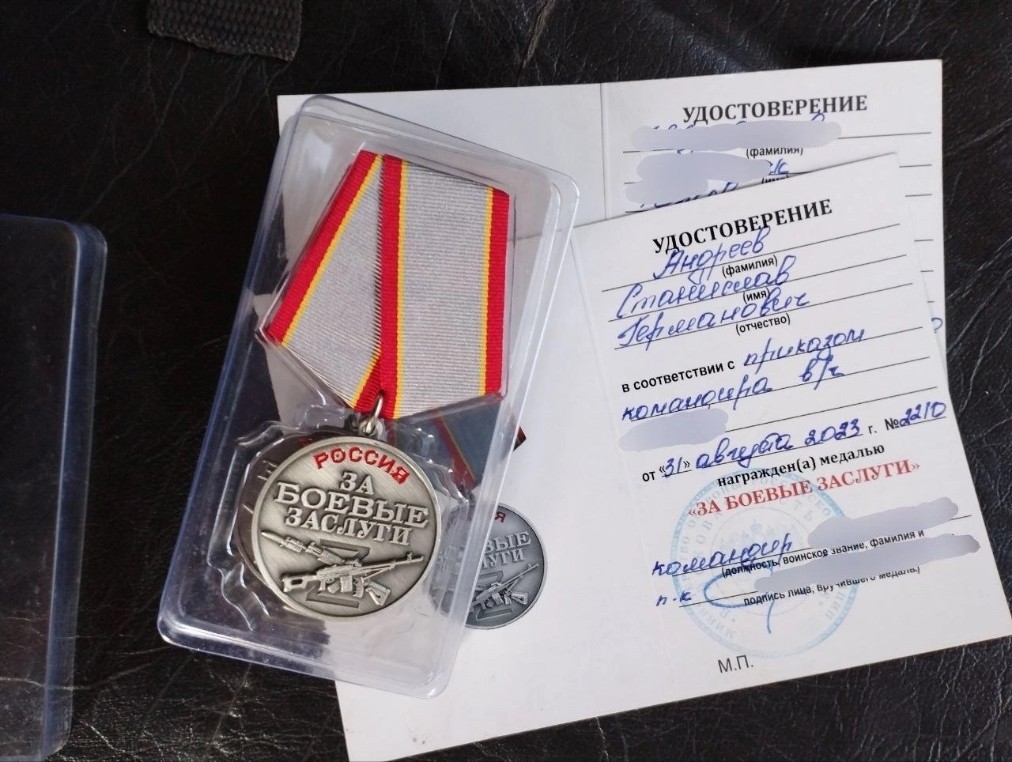 РОССИЯ
ЗА
БОЕВЫЕ
ЗАСЛУГИ
УДОСТОВЕРЕНИЕ
(фамилия)
УДОСТОВЕРЕНИЕ
Андреев
(фамилия)
Станислав
(имя)
Германович
(отчество)
в соответствии с приказом
командира в/ч
от «31» августа 2023 г. №2210
награжден(а) медалью
«ЗА БОЕВЫЕ ЗАСЛУГИ»
командир
(должность, воинское звание, фамилия и
п-к
подпись лица, вручившего медаль)
М.П.